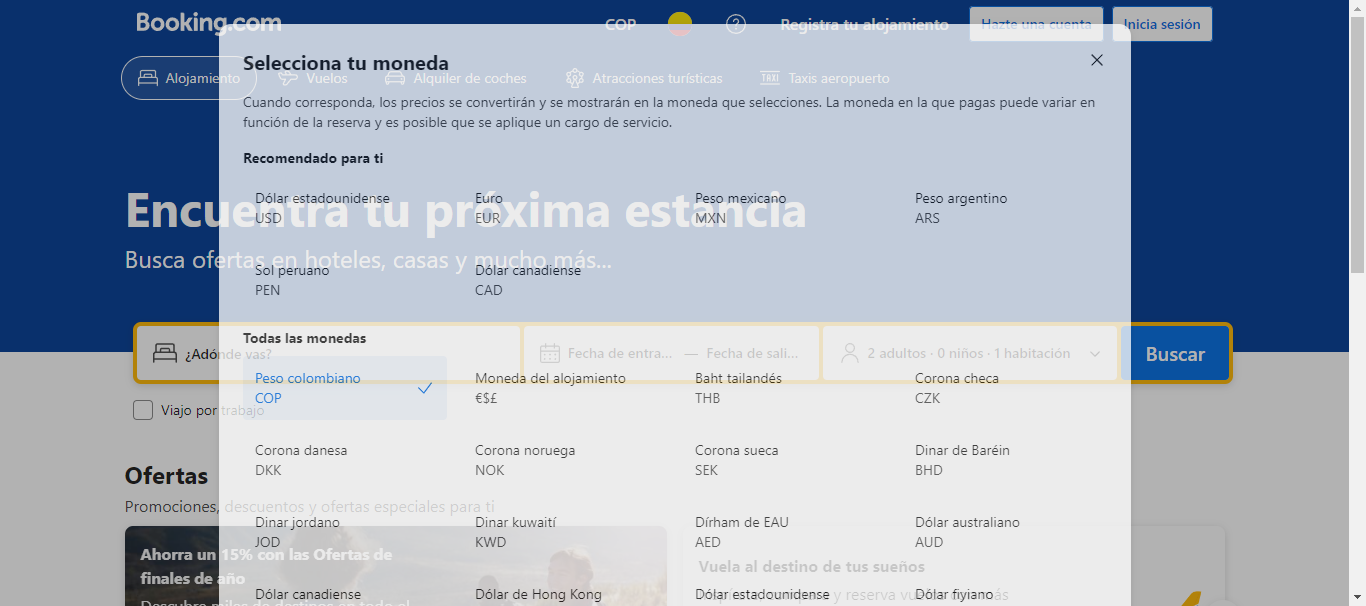 Booking.com
COP
Registra tu alojamiento
Hazte una cuenta
Inicia sesión
Selecciona tu moneda
Alojamiento
Vuelos
Alquiler de coches
Atracciones turísticas
TAXI
Taxis aeropuerto
Cuando corresponda, los precios se convertirán y se mostrarán en la moneda que selecciones. La moneda en la que pagas puede variar en
función de la reserva y es posible que se aplique un cargo de servicio.
Recomendado para ti
Encuentra tu próxima estancia
Busca ofertas en hoteles, casas y mucho más...
Dólar estadounidense
USD
Euro
EUR
Peso mexicano
MXN
Peso argentino
ARS
Sol peruano
PEN
Dólar canadiense
CAD
Todas las monedas
¿Adónde vas?
Fecha de entra... — Fecha de sali...
2 adultos · 0 niños · 1 habitación
Buscar
Peso colombiano
COP
Moneda del alojamiento
€$£
Baht tailandés
THB
Corona checa
CZK
Viajo por trabajo
Corona danesa
DKK
Corona noruega
NOK
Corona sueca
SEK
Dinar de Baréin
BHD
Ofertas
Promociones, descuentos y ofertas especiales para ti
Dinar jordano
JOD
Dinar kuwaití
KWD
Dírham de EAU
AED
Dólar australiano
AUD
Ahorra un 15% con las Ofertas de
finales de año
Vuela al destino de tus sueños
Dólar canadiense
Dólar de Hong Kong
Dólar estadounidense
Dólar fiyiano